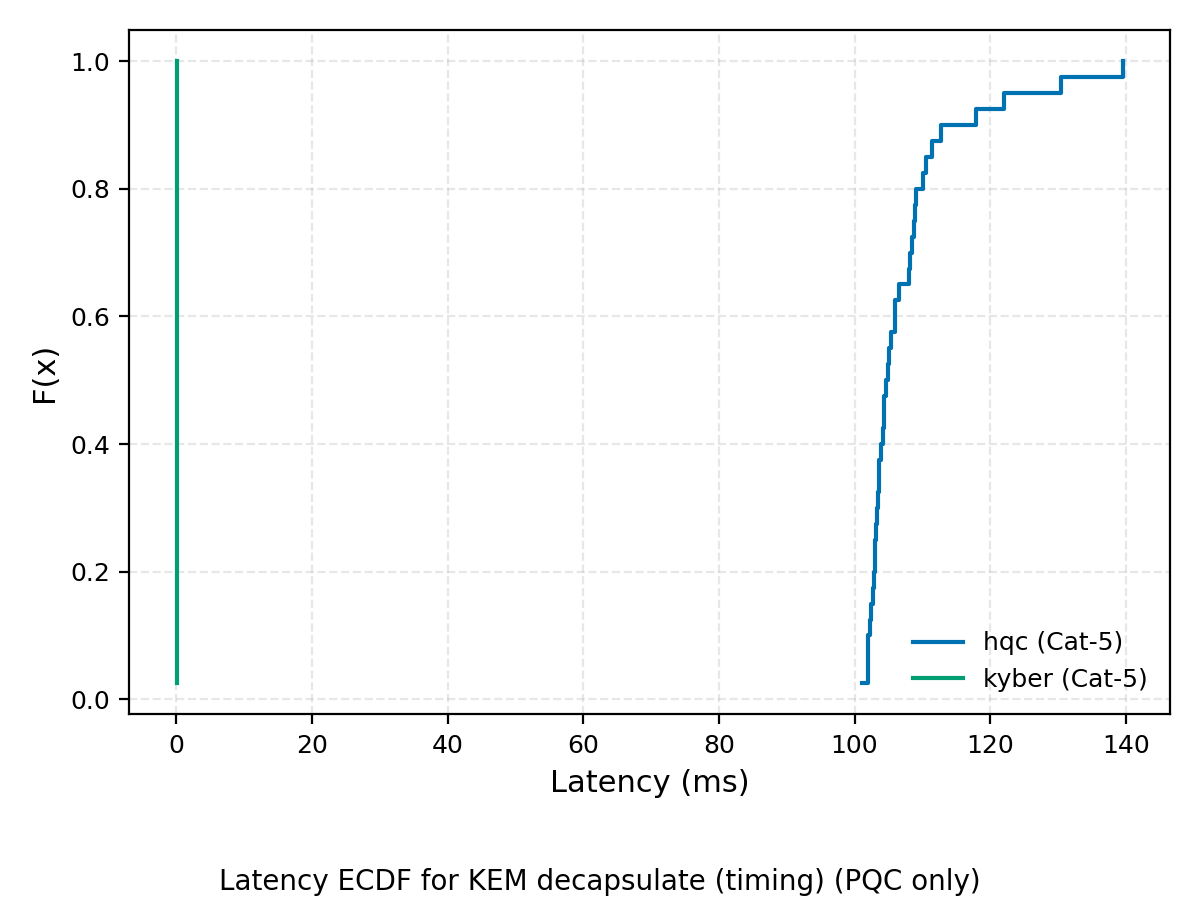 1.0
0.8
0.6
0.4
0.2
0.0
F(x)
hqc (Cat-5)
kyber (Cat-5)
0 20 40 60 80 100 120 140
Latency (ms)
Latency ECDF for KEM decapsulate (timing) (PQC only)